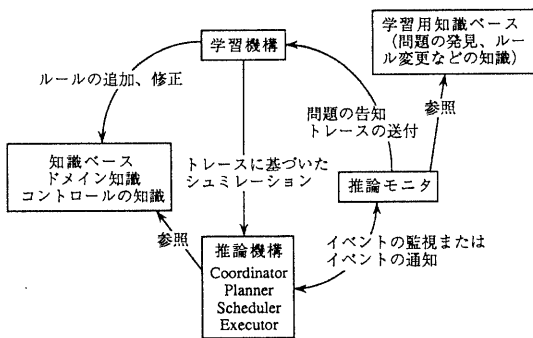 学習機構
学習用知識ベース
(問題の発見、ルー
ル変更などの知識)
ルールの追加、修正
問題の告知
トレースの送付
参照
知識ベース
ドメイン知識
コントロールの知識
トレースに基づいた
シュミレーション
推論モニタ
参照
推論機構
Coordinator
Planner
Scheduler
Executor
イベントの監視または
イベントの通知